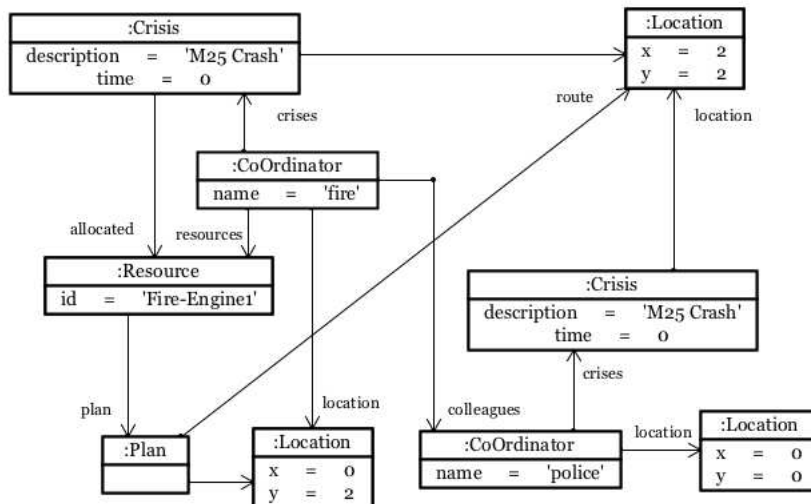 :Crisis
description = 'M25 Crash'
time = 0
:Location
x = 2
y = 2
route
location
crises
:CoOrdinator
name = 'fire'
allocated
resources
:Resource
id = 'Fire-Engine1'
:Crisis
description = 'M25 Crash'
time = 0
crises
plan
location
colleagues
:Plan
:Location
x = 0
y = 2
:CoOrdinator
name = 'police'
location
:Location
x = 0
y = 0